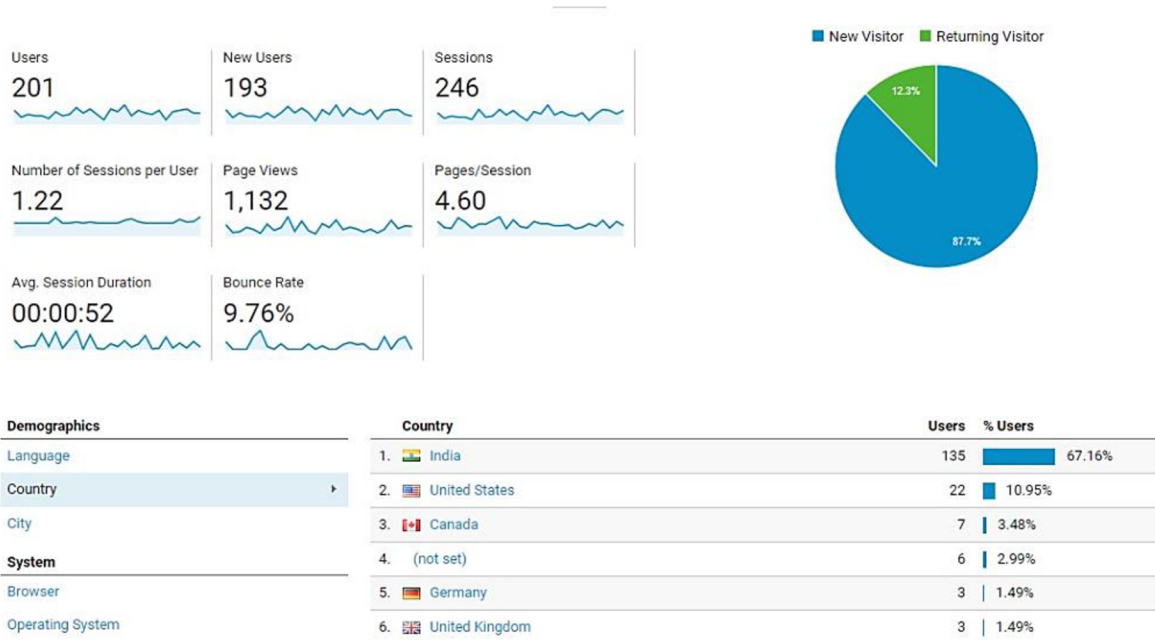 New Visitor Returning Visitor
Users New Users Sessions
201 193 246
12.3%
87.7%
Number of Sessions per User Page Views Pages/Session
1.22 1,132 4.60
Avg. Session Duration Bounce Rate
00:00:52 9.76%
Demographics
Language
Country
City
System
Browser
Operating System
Country Users % Users
1. India 135 67.16%
2. United States 22 10.95%
3. Canada 7 3.48%
4. (not set) 6 2.99%
5. Germany 3 1.49%
6. United Kingdom 3 1.49%